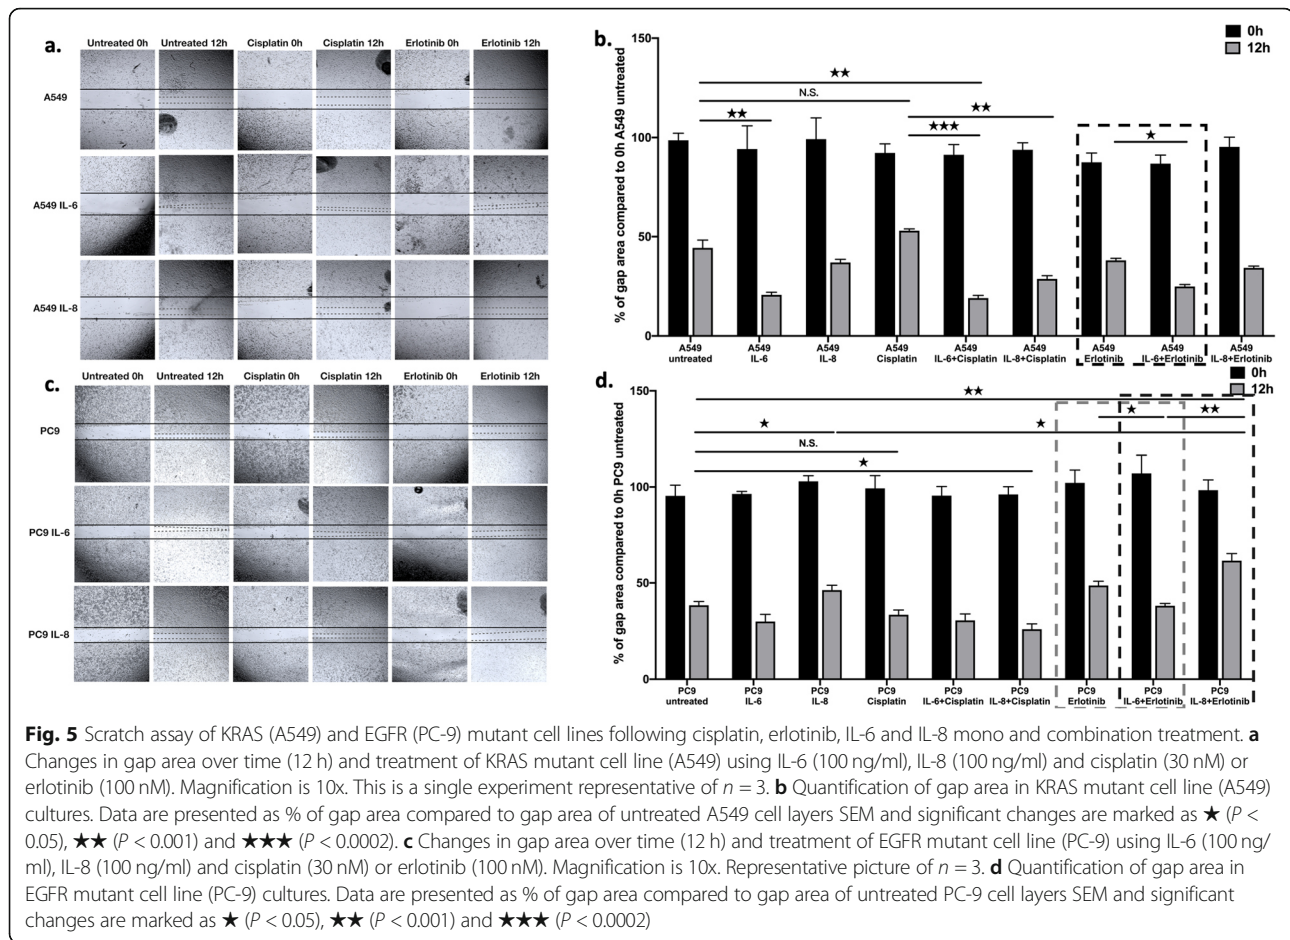 a.
Untreated 0h Untreated 12h Cisplatin 0h Cisplatin 12h Erlotinib 0h Erlotinib 12h
A549
A549 IL-6
A549 IL-8
b.
0h
12h
% of gap area compared to 0h A549 untreated
150
100
50
0
★★
N.S.
★★
★★
★★★
★
A549 untreated
A549 IL-6
A549 IL-8
A549 Cisplatin
A549 IL-6+Cisplatin
A549 IL-8+Cisplatin
A549 Erlotinib
A549 IL-6+Erlotinib
A549 IL-8+Erlotinib
c.
Untreated 0h Untreated 12h Cisplatin 0h Cisplatin 12h Erlotinib 0h Erlotinib 12h
PC9
PC9 IL-6
PC9 IL-8
d.
0h
12h
% of gap area compared to 0h PC9 untreated
150
100
50
0
★★
★
★★
★
★
N.S.
★
PC9 untreated
PC9 IL-6
PC9 IL-8
PC9 Cisplatin
PC9 IL-6+Cisplatin
PC9 IL-8+Cisplatin
PC9 Erlotinib
PC9 IL-6+Erlotinib
PC9 IL-8+Erlotinib
Fig. 5 Scratch assay of KRAS (A549) and EGFR (PC-9) mutant cell lines following cisplatin, erlotinib, IL-6 and IL-8 mono and combination treatment. a
Changes in gap area over time (12 h) and treatment of KRAS mutant cell line (A549) using IL-6 (100 ng/ml), IL-8 (100 ng/ml) and cisplatin (30 nM) or
erlotinib (100 nM). Magnification is 10x. This is a single experiment representative of n = 3. b Quantification of gap area in KRAS mutant cell line (A549)
cultures. Data are presented as % of gap area compared to gap area of untreated A549 cell layers SEM and significant changes are marked as ★ (P <
0.05), ★★ (P < 0.001) and ★★★ (P < 0.0002). c Changes in gap area over time (12 h) and treatment of EGFR mutant cell line (PC-9) using IL-6 (100 ng/
ml), IL-8 (100 ng/ml) and cisplatin (30 nM) or erlotinib (100 nM). Magnification is 10x. Representative picture of n = 3. d Quantification of gap area in
EGFR mutant cell line (PC-9) cultures. Data are presented as % of gap area compared to gap area of untreated PC-9 cell layers SEM and significant
changes are marked as ★ (P < 0.05), ★★ (P < 0.001) and ★★★ (P < 0.0002)